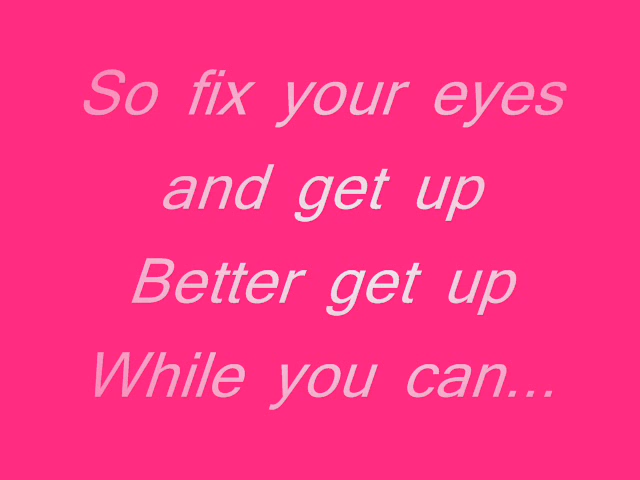 So fix your eyes
and get up
Better get up
While you can...